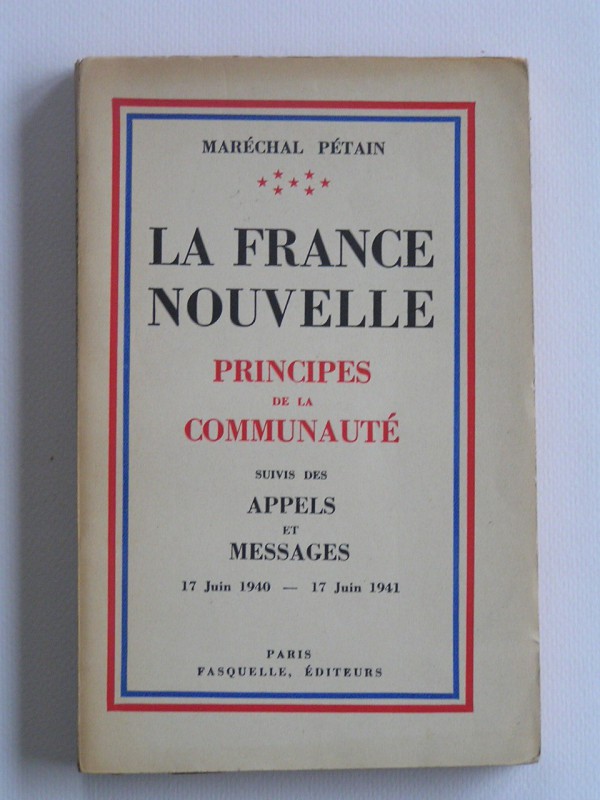 MARÉCHAL PÉTAIN
LA FRANCE
NOUVELLE
PRINCIPES
DE LA
COMMUNAUTÉ
SUIVIS DES
APPELS
ET
MESSAGES
17 Juin 1940 — 17 Juin 1941
PARIS
FASQUELLE, ÉDITEURS